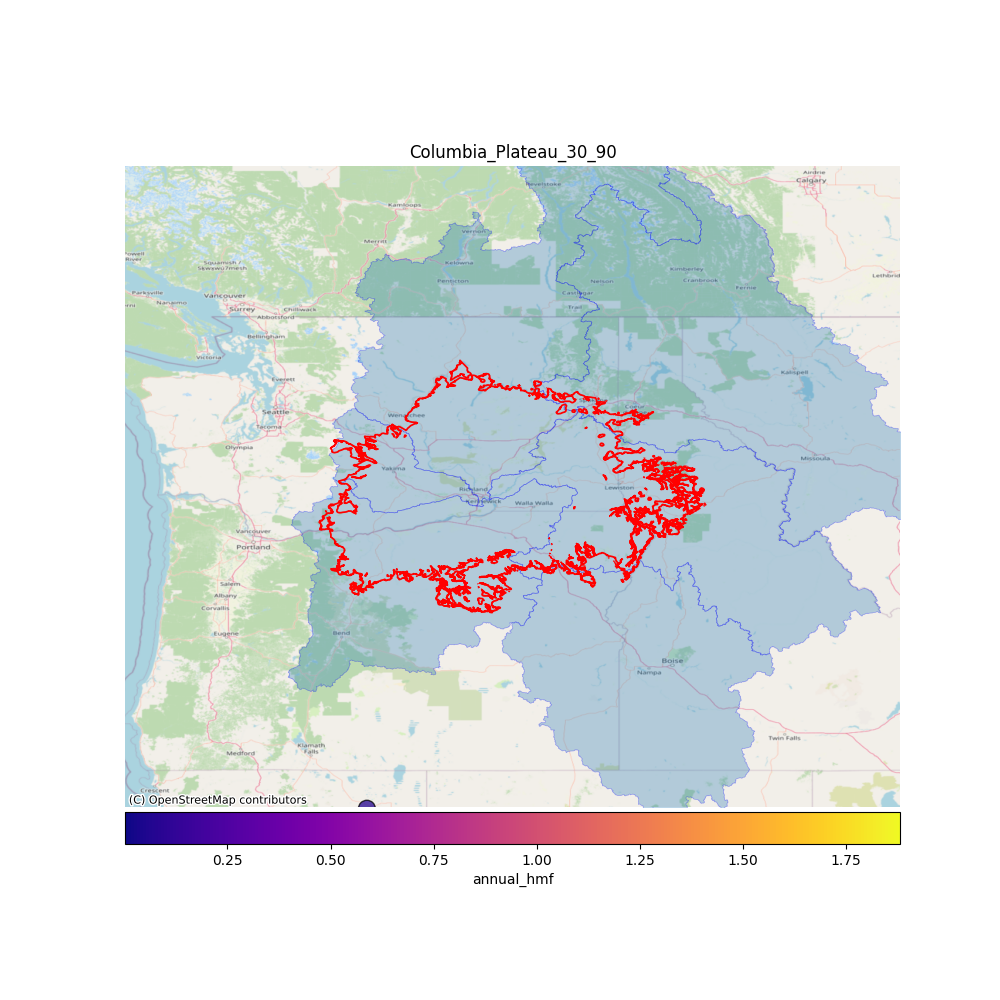 Columbia_Plateau_30_90
Revelstoke
Airdrie
Calgary
Kamloops
Merritt
Vernon
Kelowna
Penticton
Squamish /
Vancouver
Surrey
Abbotsford
Chilliwack
Parksville
Nanaimo
Victoria
Bellingham
Nelson
Castlegar
Trail
Kimberley
Cranbrook
Fernie
Lethbrid
Everett
Seattle
Tacoma
Olympia
Wenatchee
Kalispell
Missoula
Yakima
Richland
Kennewick
Walla Walla
Lewiston
Vancouver
Portland
Salem
Albany
Corvallis
Eugene
Bend
Boise
Nampa
Twin Falls
Medford
Klamath
Falls
Crescent
(C) OpenStreetMap contributors
0.25 0.50 0.75 1.00 1.25 1.50 1.75
annual_hmf